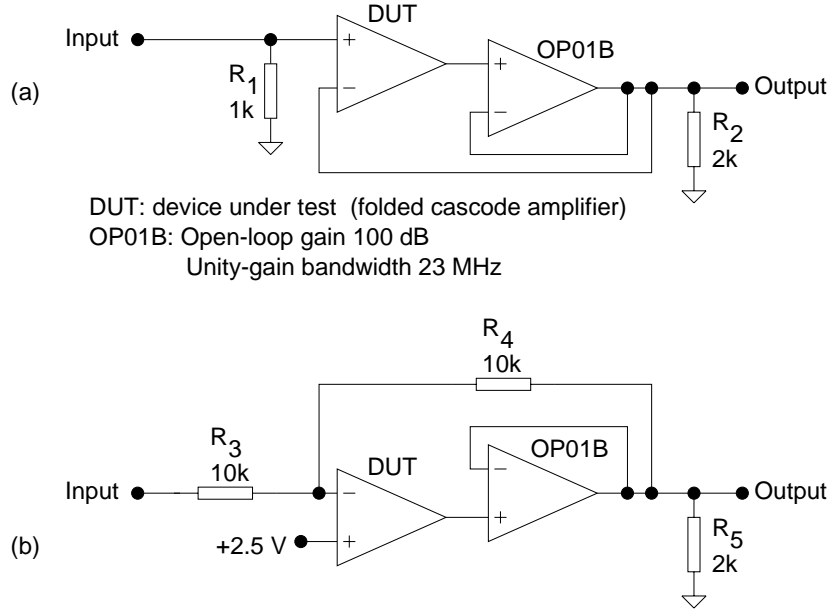 DUT
Input
+
−
R1
1k
(a)
OP01B
+
−
Output
R2
2k
DUT: device under test (folded cascode amplifier)
OP01B: Open-loop gain 100 dB
Unity-gain bandwidth 23 MHz
R4
10k
R3
10k
DUT
OP01B
Input
−
+
−
+
Output
+2.5 V
(b)
R5
2k